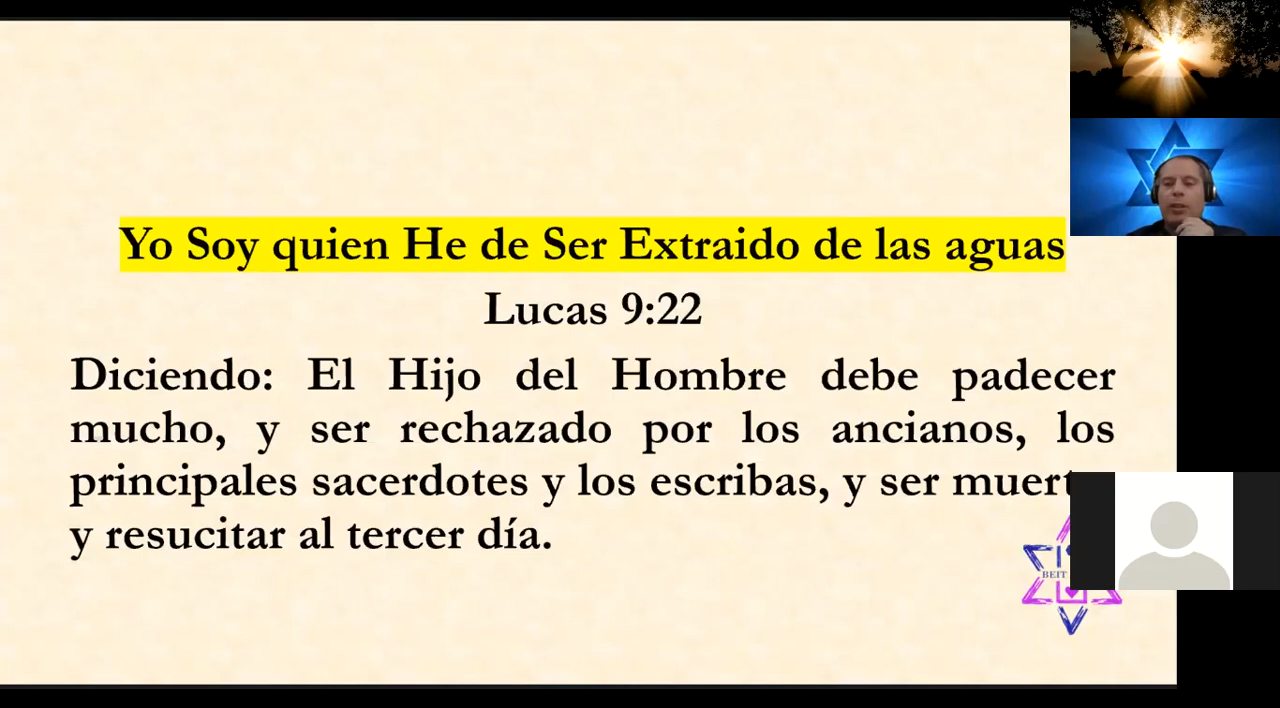 Yo Soy quien He de Ser Extraido de las aguas
Lucas 9:22
Diciendo: El Hijo del Hombre debe padecer
mucho, y ser rechazado por los ancianos, los
principales sacerdotes y los escribas, y ser
y resucitar al tercer día.
BEIT